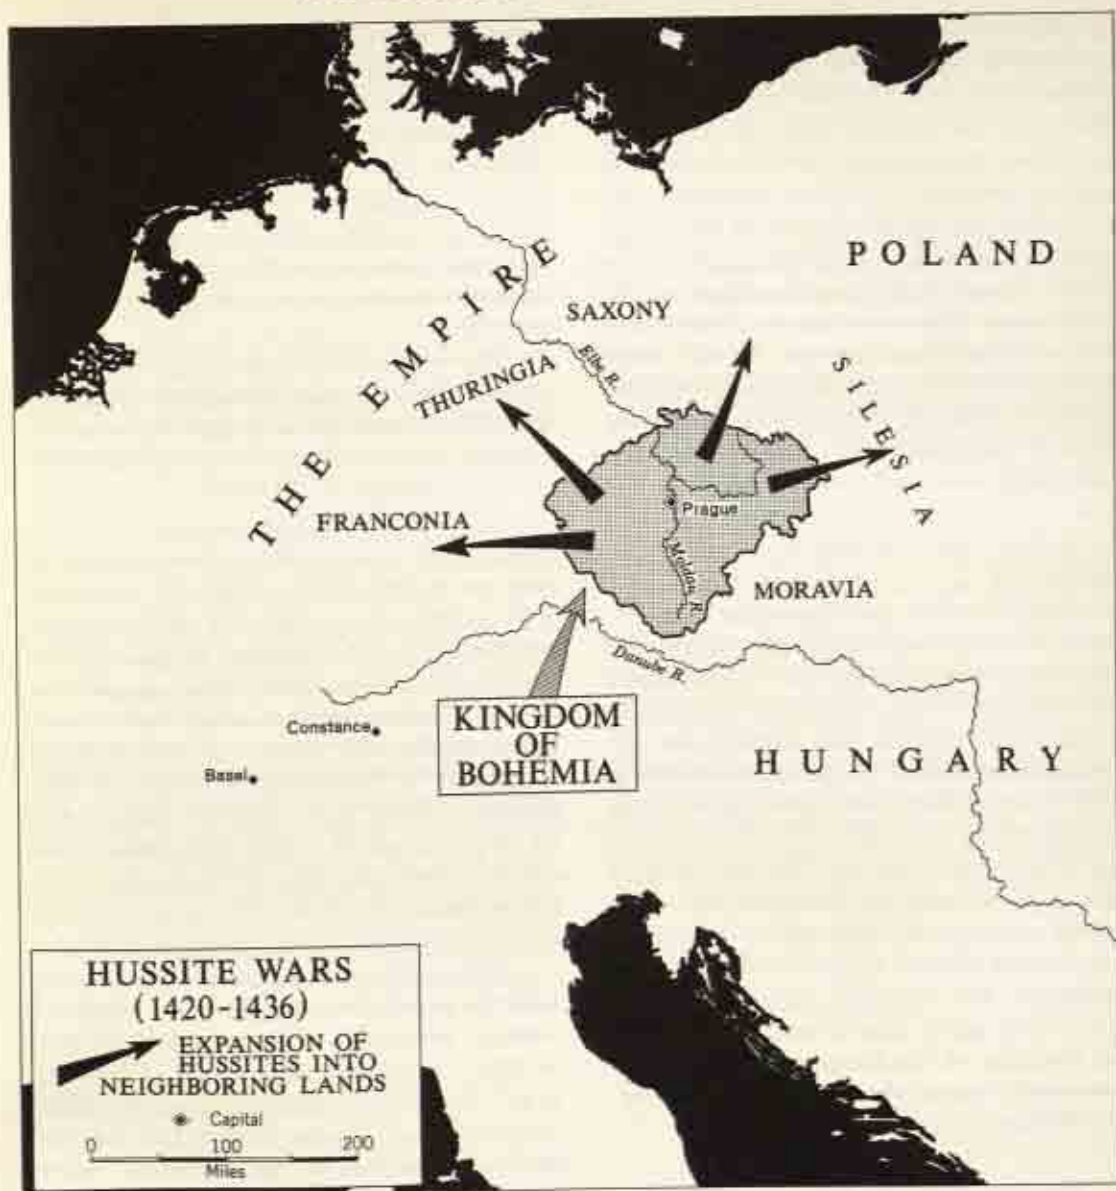 POLAND
THE EMPIRE
SAXONY
Elbe R.
THURINGIA
SILESIA
Prague
FRANCONIA
Moldau R.
MORAVIA
Danube R.
KINGDOM
OF
BOHEMIA
Constance
Basel
HUNGARY
HUSSITE WARS
(1420-1436)
EXPANSION OF
HUSSITES INTO
NEIGHBORING LANDS
Capital
0 100 200
Miles